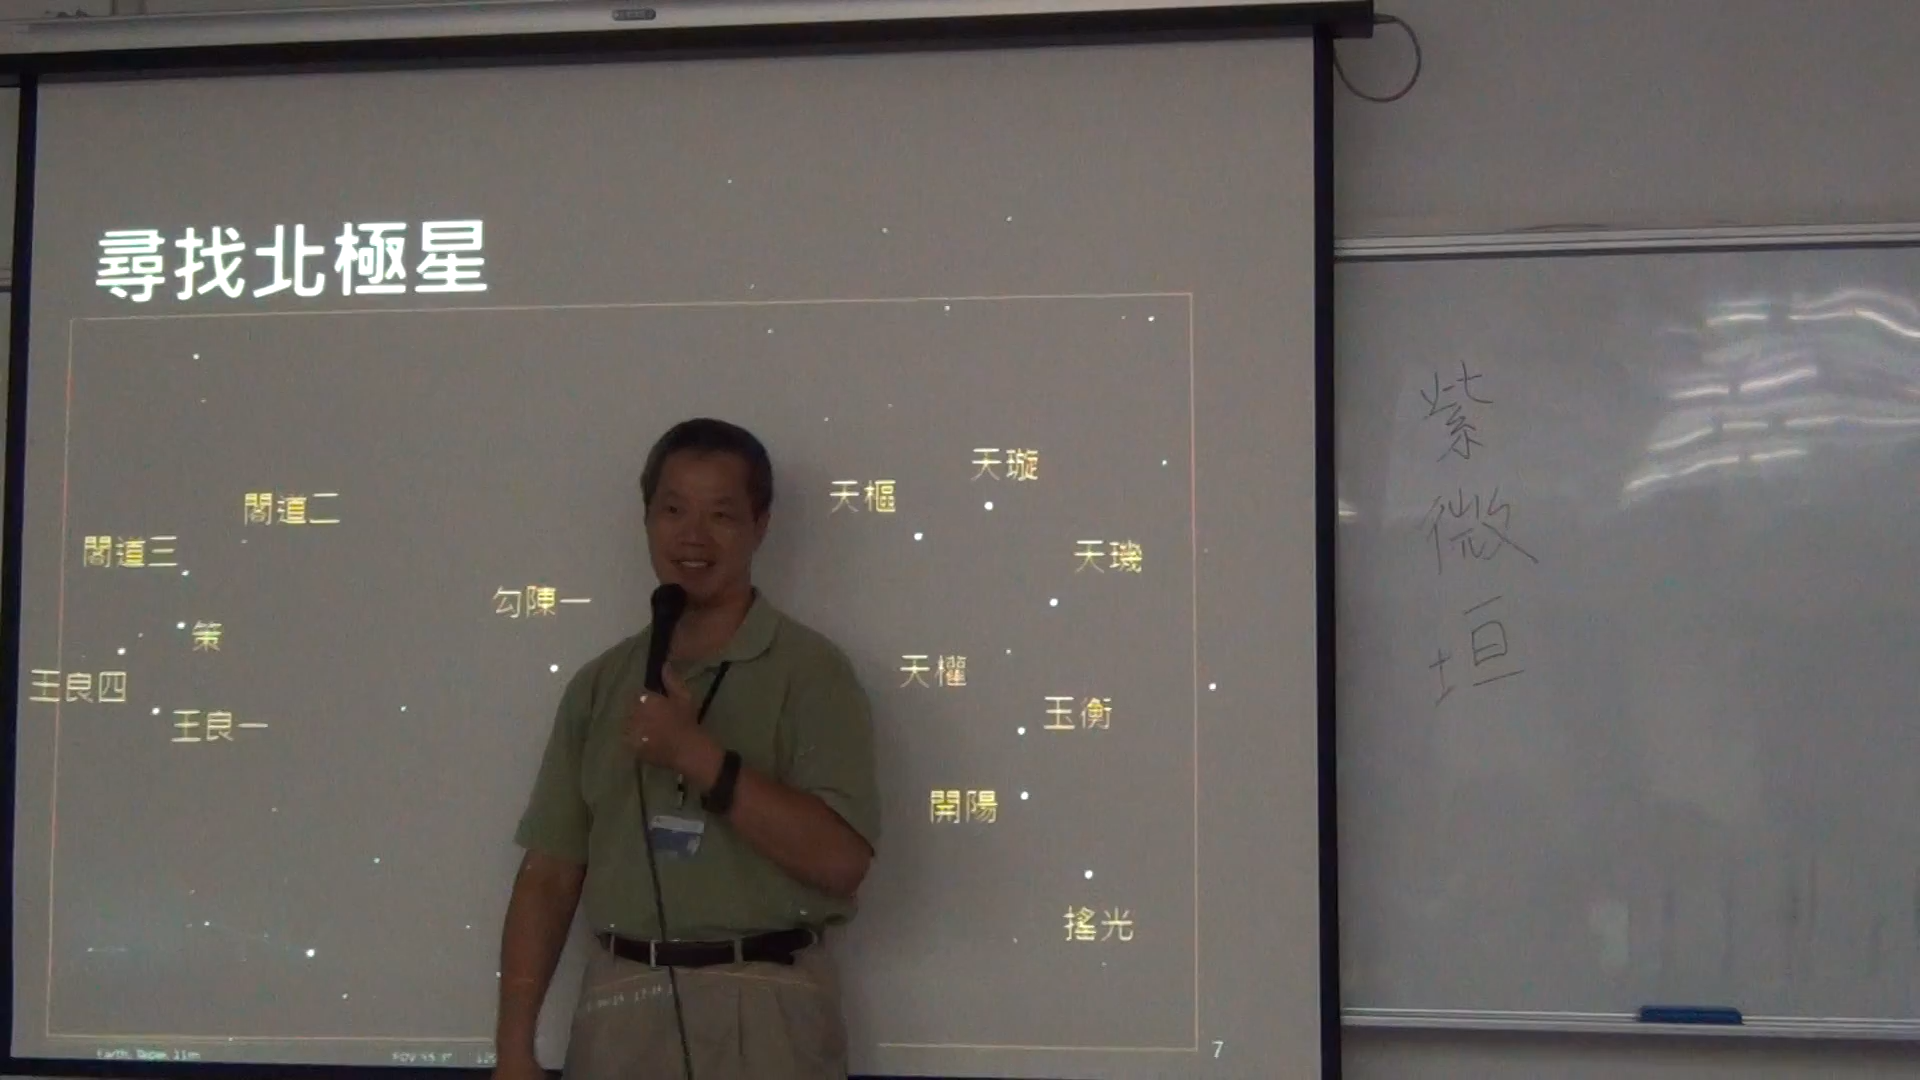 尋找北極星
天璇
天樞
閣道二
閣道三
天璣
勾陳一
策
天權
王良四
玉衡
王良一
開陽
搖光
7
紫微垣